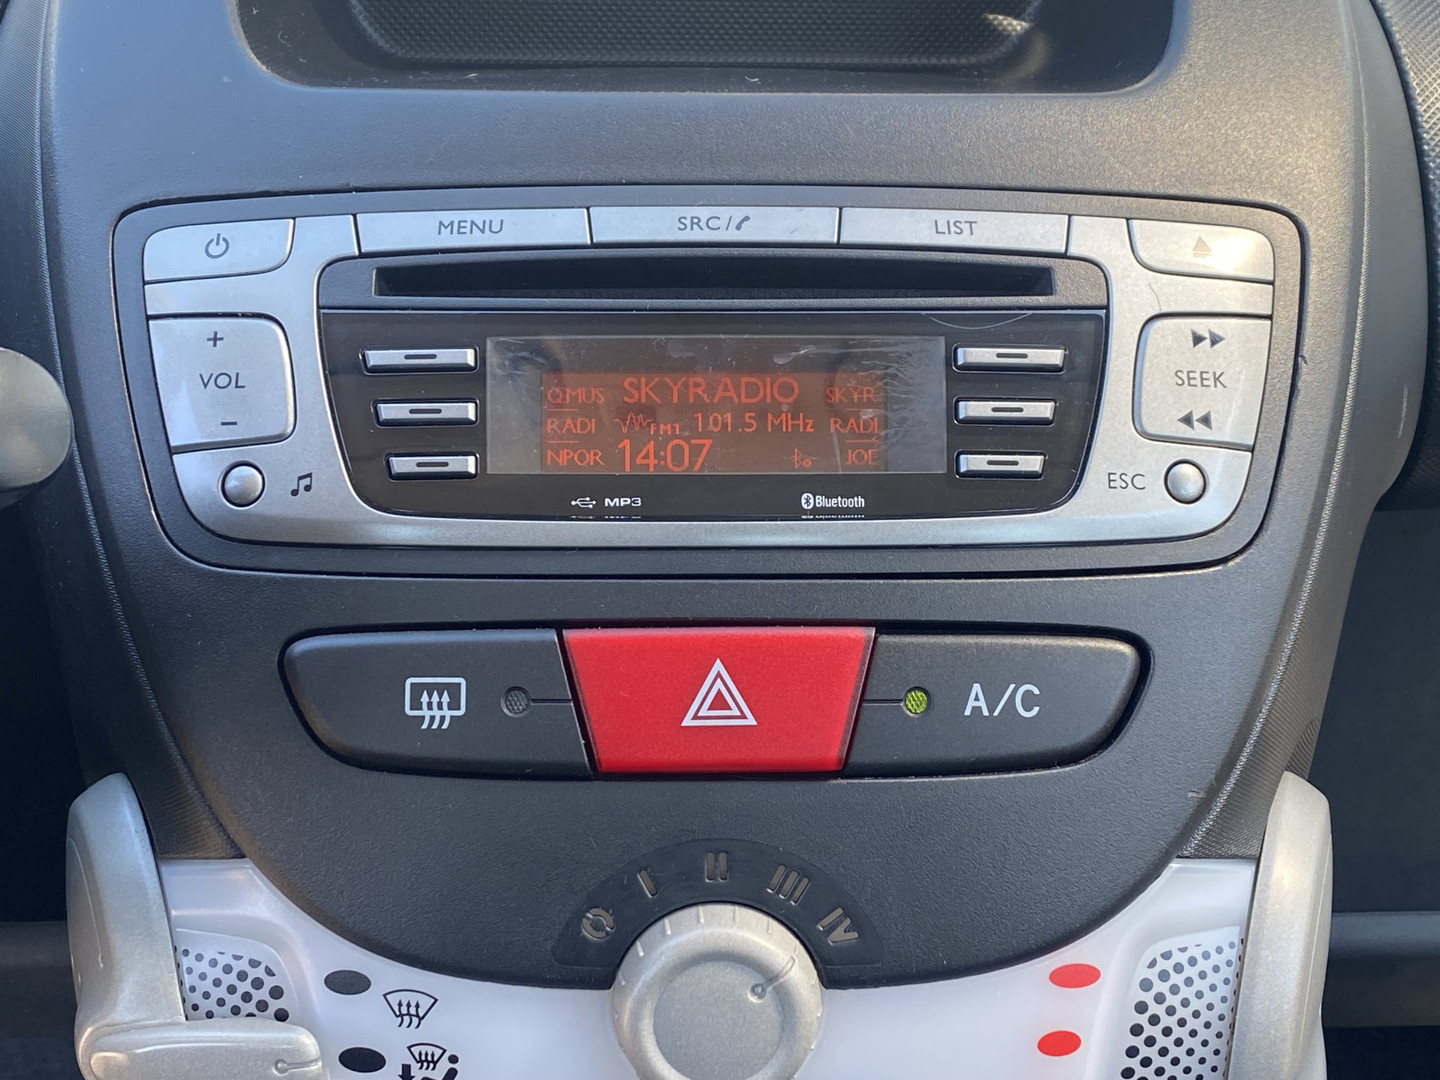 MENU SRC/ LIST
+ VOL −
SEEK
Q.MUS SKYRADIO SKYR
RADI FM1 101.5 MHz RADI
NPOR 14:07 JOE
ESC
MP3 Bluetooth
A/C
I II III IV